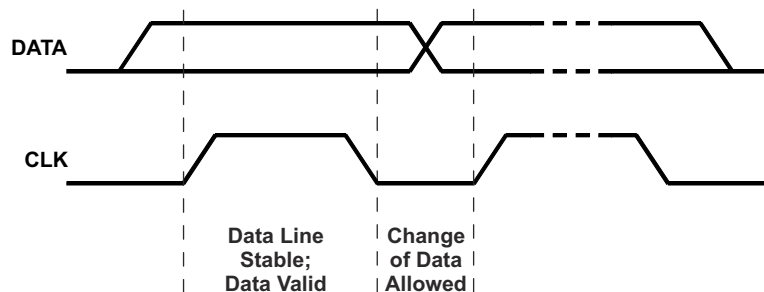 DATA
CLK
Data Line
Stable;
Data Valid
Change
of Data
Allowed